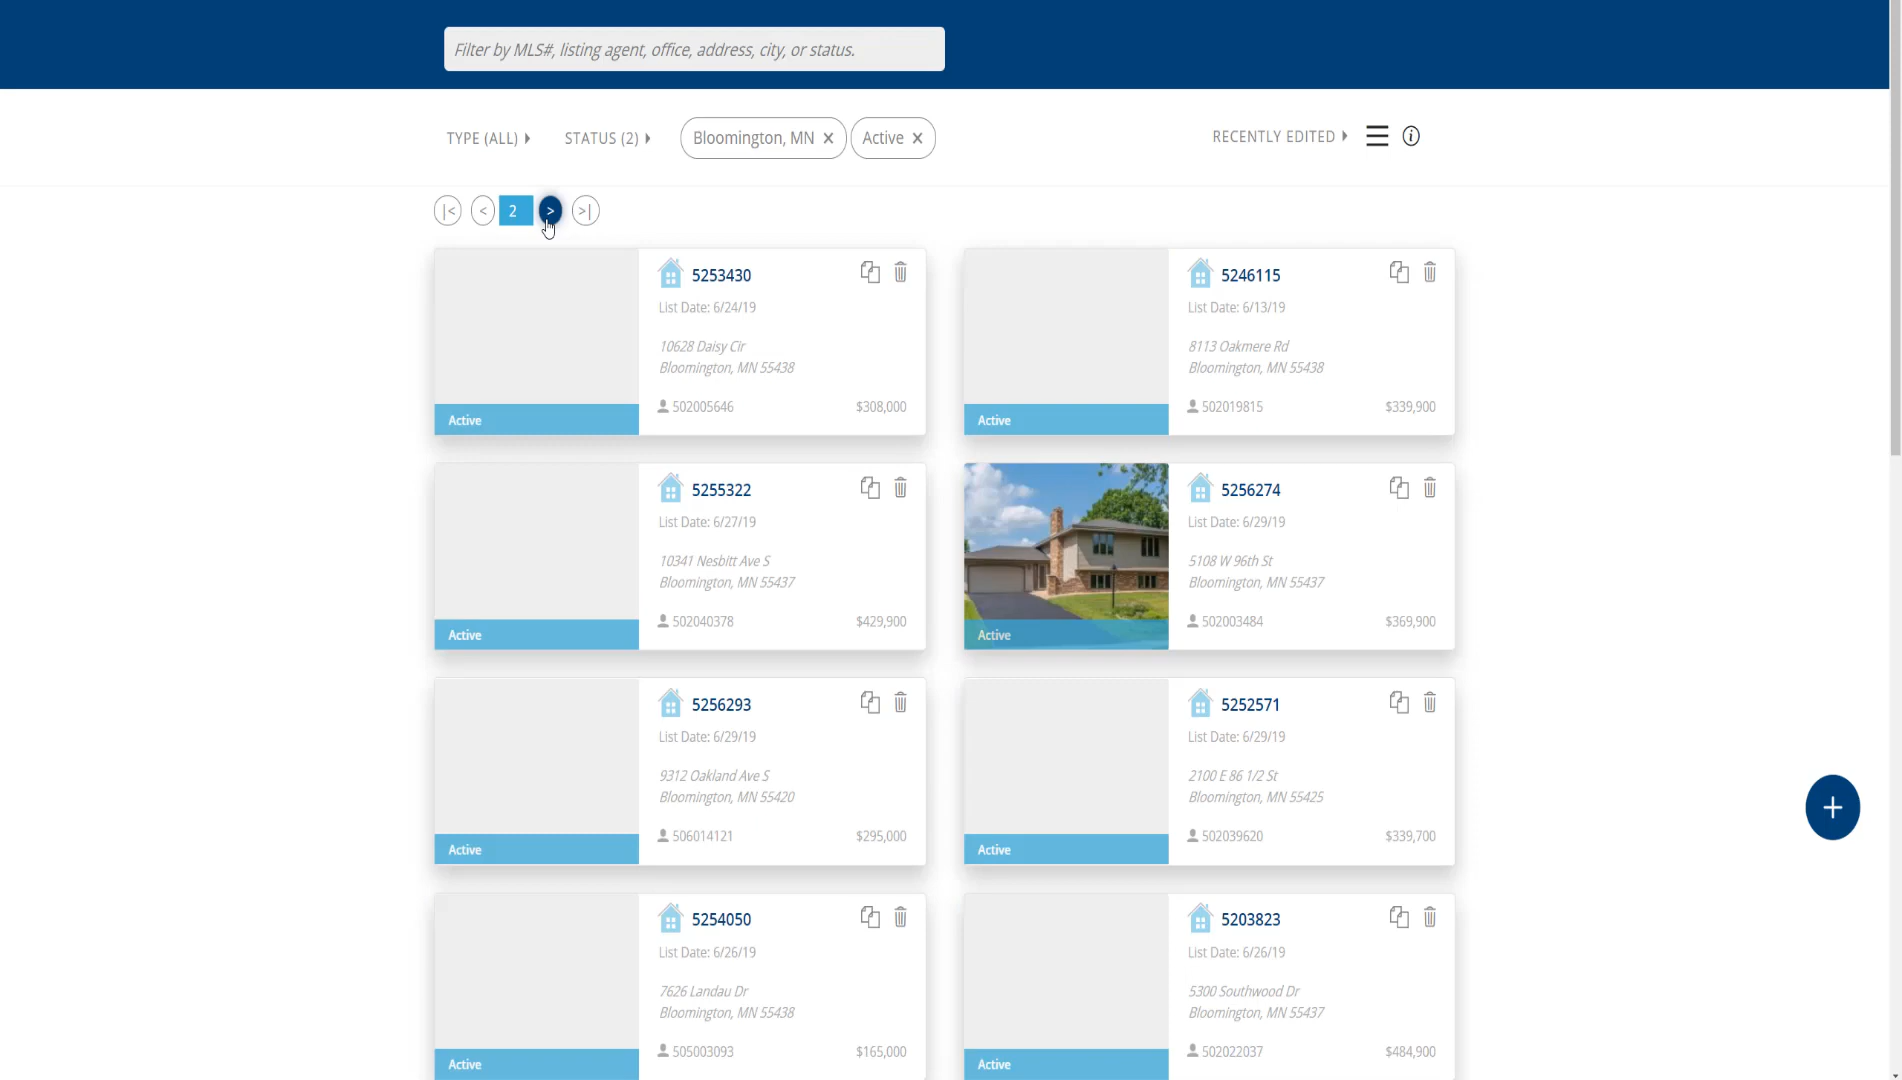 Filter by MLS#, listing agent, office, address, city, or status.
TYPE (ALL)
STATUS (2)
Bloomington, MN ×
Active ×
RECENTLY EDITED
|<
<
2
>
>|
5253430
List Date: 6/24/19
10628 Daisy Cir
Bloomington, MN 55438
502005646
$308,000
Active
5246115
List Date: 6/13/19
8113 Oakmere Rd
Bloomington, MN 55438
502019815
$339,900
Active
5255322
List Date: 6/27/19
10341 Nesbitt Ave S
Bloomington, MN 55437
502040378
$429,900
Active
5256274
List Date: 6/29/19
5108 W 96th St
Bloomington, MN 55437
502003484
$369,900
Active
5256293
List Date: 6/29/19
9312 Oakland Ave S
Bloomington, MN 55420
506014121
$295,000
Active
5252571
List Date: 6/29/19
2100 E 86 1/2 St
Bloomington, MN 55425
502039620
$339,700
Active
5254050
List Date: 6/26/19
7626 Landau Dr
Bloomington, MN 55438
505003093
$165,000
Active
5203823
List Date: 6/26/19
5300 Southwood Dr
Bloomington, MN 55437
502022037
$484,900
Active